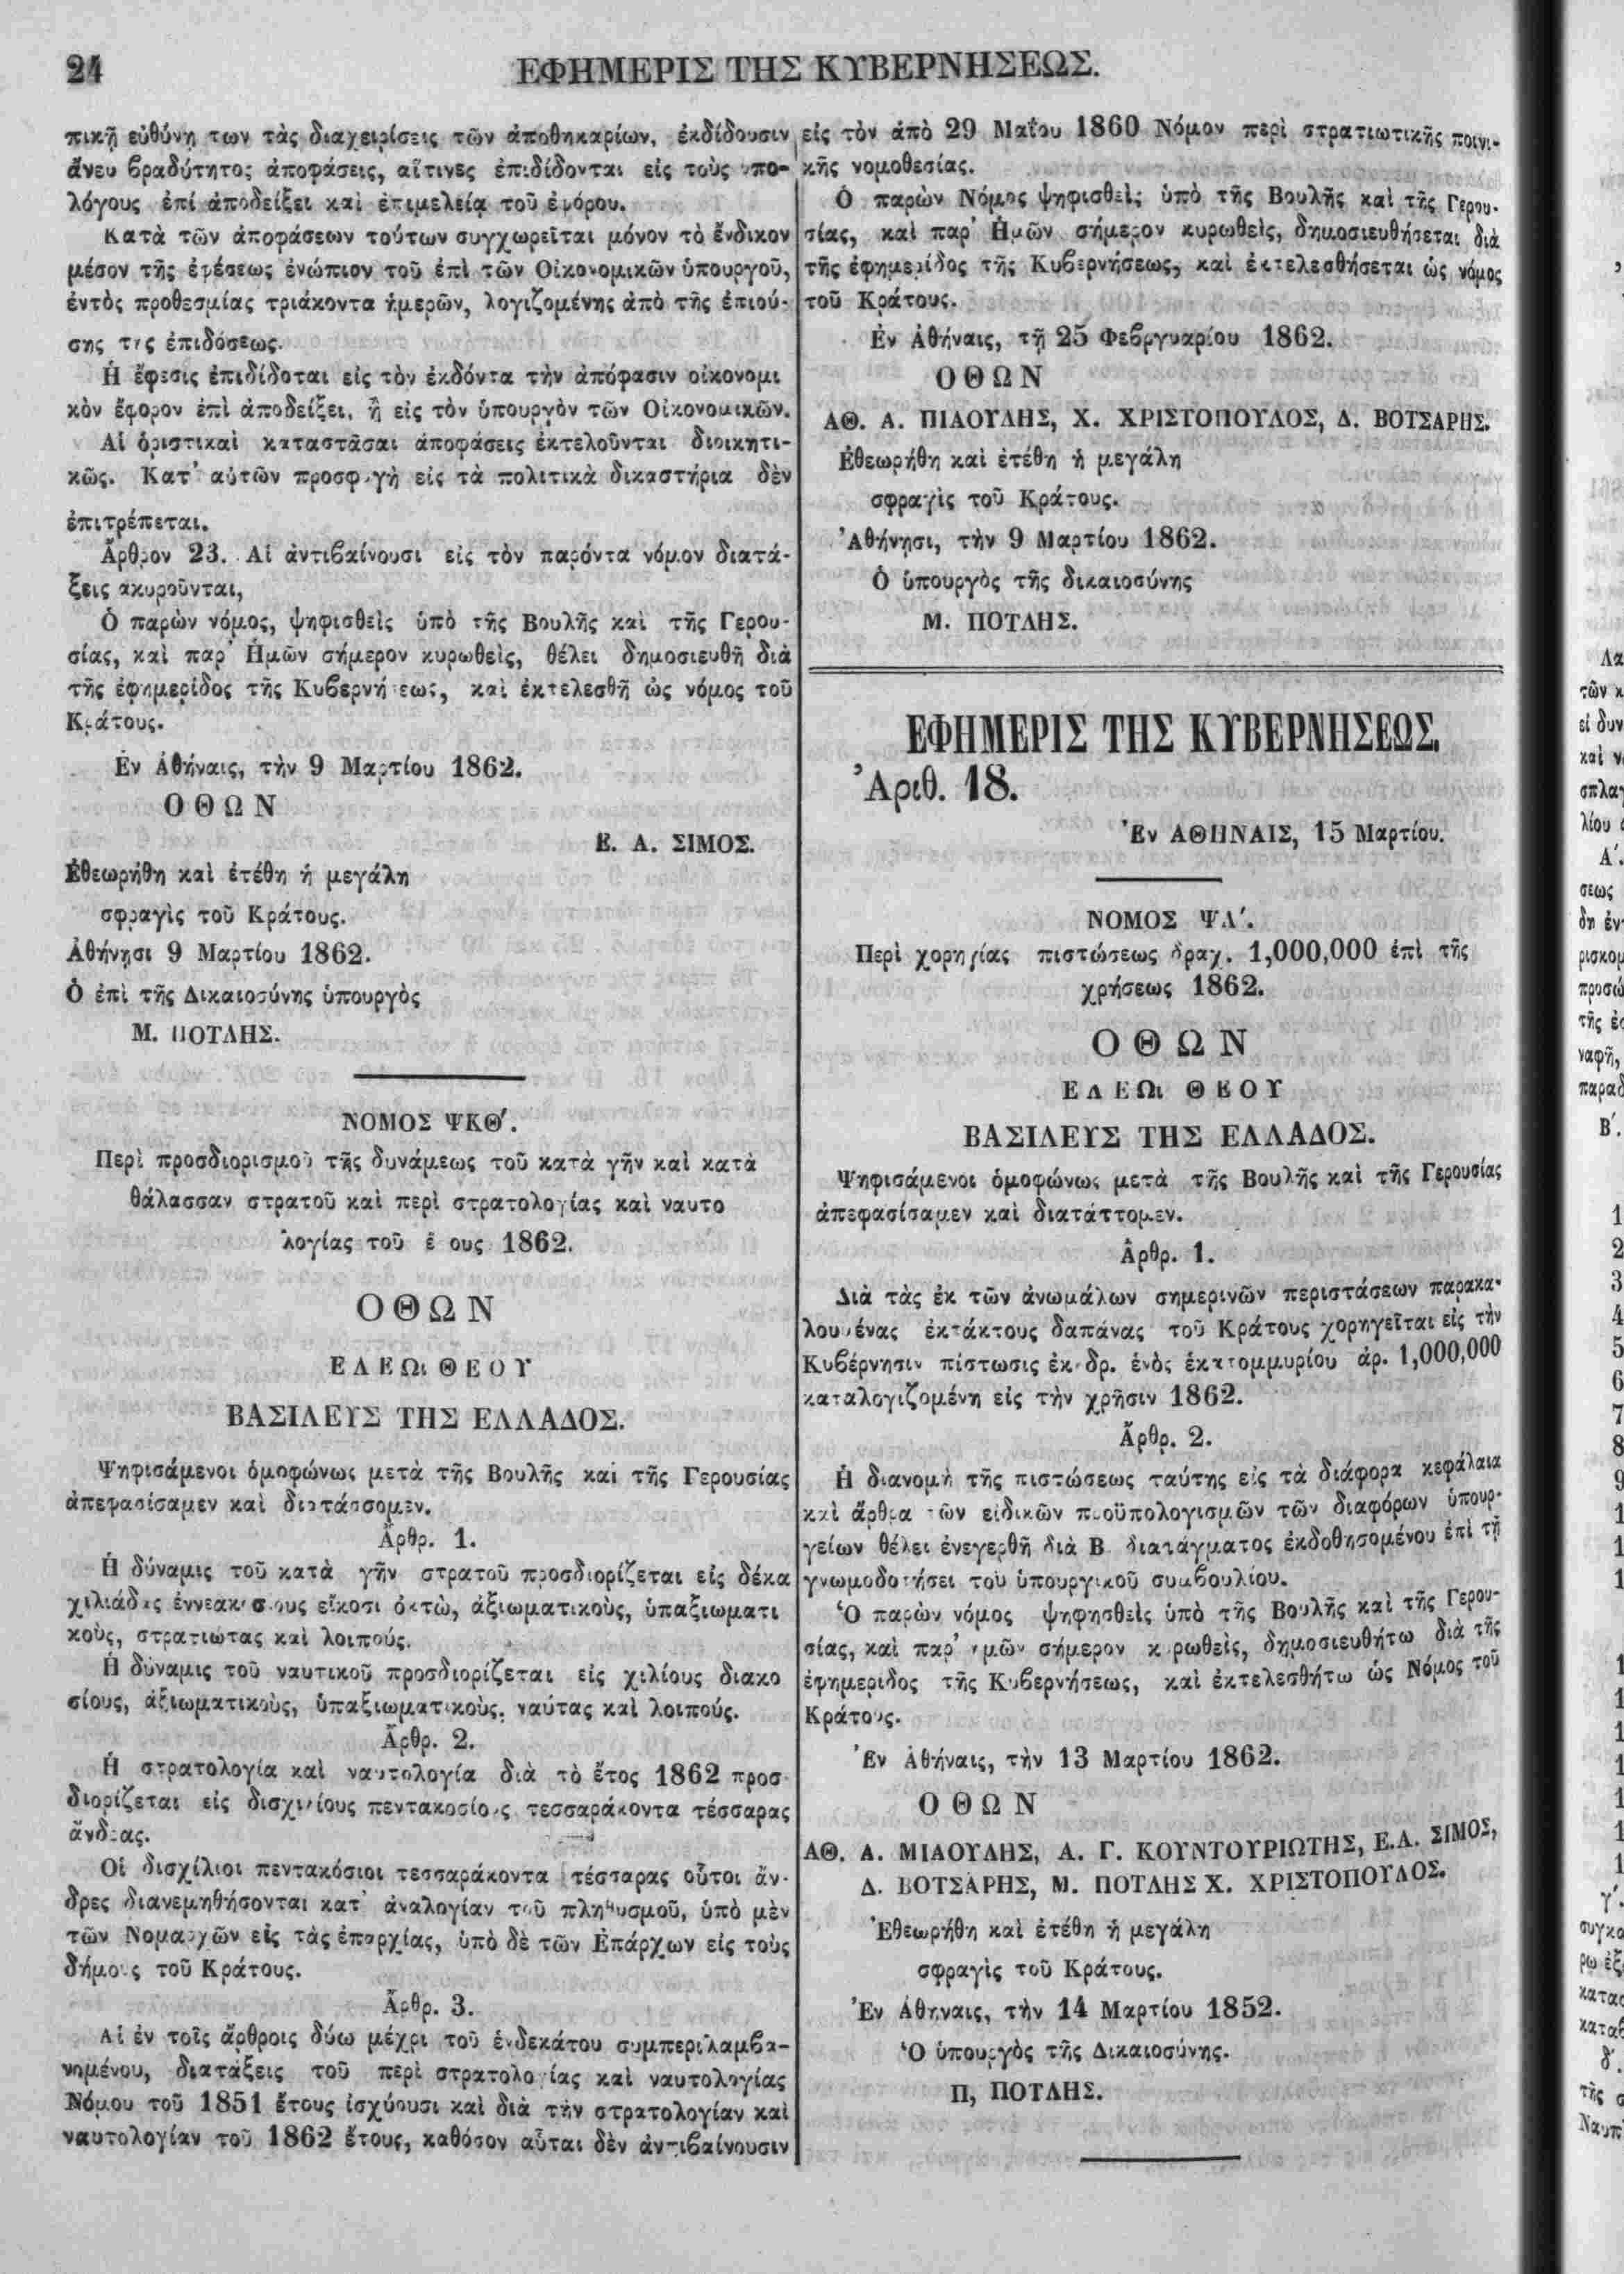 24
ΕΦΗΜΕΡΙΣ ΤΗΣ ΚΥΒΕΡΝΗΣΕΩΣ.
πικῇ εὐθύνῃ των τὰς διαχειρίσεις τῶν ἀποθηκαρίων, ἐκδίδουσιν
ἄνευ βραδύτητος ἀποφάσεις, αἵτινες ἐπιδίδονται εἰς τοὺς ὑπο-
λόγους ἐπί ἀποδείξει καὶ ἐπιμελείᾳ τοῦ ἐφόρου.
Κατὰ τῶν ἀποφάσεων τούτων συγχωρεῖται μόνον τὸ ἔνδικον
μέσον τῆς ἐφέσεως ἐνώπιον τοῦ ἐπὶ τῶν Οἰκονομικῶν ὑπουργοῦ,
ἐντὸς προθεσμίας τριάκοντα ἡμερῶν, λογιζομένης ἀπὸ τῆς ἐπιού-
σης τῆς ἐπιδόσεως.
Ἡ ἔφεσις ἐπιδίδοται εἰς τὸν ἐκδόντα τὴν ἀπόφασιν οἰκονομι
κὸν ἔφορον ἐπὶ ἀποδείξει, ἢ εἰς τὸν ὑπουργὸν τῶν Οἰκονομικῶν.
Αἱ ὁριστικαὶ καταστᾶσαι ἀποφάσεις ἐκτελοῦνται διοικητι-
κῶς. Κατ' αὐτῶν προσφυγὴ εἰς τὰ πολιτικὰ δικαστήρια δὲν
ἐπιτρέπεται.
Ἄρθρον 23. Αἱ ἀντιβαίνουσι εἰς τὸν παρόντα νόμον διατά-
ξεις ακυροῦνται,
Ὁ παρὼν νόμος, ψηφισθεὶς ὑπὸ τῆς Βουλῆς καὶ τῆς Γερου-
σίας, καὶ παρ' Ἡμῶν σήμερον κυρωθεὶς, θέλει δημοσιευθῆ διὰ
τῆς ἐφημερίδος τῆς Κυβερνήσεως, καὶ ἐκτελεσθῆ ὡς νόμος τοῦ
Κράτους.
Ἐν Ἀθήναις, τὴν 9 Μαρτίου 1862.
ΟΘΩΝ
Ε. Α. ΣΙΜΟΣ.
Ἐθεωρήθη καὶ ἐτέθη ἡ μεγάλη
σφραγὶς τοῦ Κράτους.
Ἀθήνησι 9 Μαρτίου 1862.
Ὁ ἐπὶ τῆς Δικαιοσύνης ὑπουργὸς
Μ. ΠΟΤΛΗΣ.
ΝΟΜΟΣ ΨΚΘ'.
Περὶ προσδιορισμοῦ τῆς δυνάμεως τοῦ κατὰ γῆν καὶ κατὰ
θάλασσαν στρατοῦ καὶ περὶ στρατολογίας καὶ ναυτο
λογίας τοῦ ἔτους 1862.
ΟΘΩΝ
ΕΛΕΩι ΘΕΟΥ
ΒΑΣΙΛΕΥΣ ΤΗΣ ΕΛΛΑΔΟΣ.
Ψηφισάμενοι ὁμοφώνως μετὰ τῆς Βουλῆς καὶ τῆς Γερουσίας
ἀπεφασίσαμεν καὶ διατάσσομεν.
Ἄρθρ. 1.
Ἡ δύναμις τοῦ κατὰ γῆν στρατοῦ προσδιορίζεται εἰς δέκα
χιλιάδας ἐννεακοσίους εἴκοσι ὀκτὼ, ἀξιωματικοὺς, ὑπαξιωματι
κοὺς, στρατιώτας καὶ λοιπούς.
Ἡ δύναμις τοῦ ναυτικοῦ προσδιορίζεται εἰς χιλίους διακο
σίους, ἀξιωματικοὺς, ὑπαξιωματικοὺς, ναύτας καὶ λοιπούς.
Ἄρθρ. 2.
Ἡ στρατολογία καὶ ναυτολογία διὰ τὸ ἔτος 1862 προσ
διορίζεται εἰς δισχιλίους πεντακοσίους τεσσαράκοντα τέσσαρας
ἄνδρας.
Οἱ δισχίλιοι πεντακόσιοι τεσσαράκοντα τέσσαρας οὗτοι ἄν-
δρες διανεμηθήσονται κατ' ἀναλογίαν τοῦ πληθυσμοῦ, ὑπὸ μὲν
τῶν Νομαρχῶν εἰς τὰς ἐπαρχίας, ὑπὸ δὲ τῶν Ἐπάρχων εἰς τοὺς
δήμους τοῦ Κράτους.
Ἄρθρ. 3.
Αἱ ἐν τοῖς ἄρθροις δύω μέχρι τοῦ ἑνδεκάτου συμπεριλαμβα-
νομένου, διατάξεις τοῦ περὶ στρατολογίας καὶ ναυτολογίας
Νόμου τοῦ 1851 ἔτους ἰσχύουσι καὶ διὰ τὴν στρατολογίαν καὶ
ναυτολογίαν τοῦ 1862 ἔτους, καθόσον αὗται δὲν ἀντιβαίνουσιν
εἰς τὸν ἀπὸ 29 Μαΐου 1860 Νόμον περὶ στρατιωτικῆς ποινι-
κῆς νομοθεσίας.
Ὁ παρὼν Νόμος ψηφισθεὶς ὑπὸ τῆς Βουλῆς καὶ τῆς Γερου-
σίας, καὶ παρ' Ἡμῶν σήμερον κυρωθεὶς, δημοσιευθήσεται διὰ
τῆς ἐφημερίδος τῆς Κυβερνήσεως, καὶ ἐκτελεσθήσεται ὡς νόμος
τοῦ Κράτους.
Ἐν Ἀθήναις, τῇ 25 Φεβργυαρίου 1862.
ΟΘΩΝ
ΑΘ. Α. ΠΙΑΟΥΛΗΣ, Χ. ΧΡΙΣΤΟΠΟΥΛΟΣ, Δ. ΒΟΤΣΑΡΗΣ.
Ἐθεωρήθη καὶ ἐτέθη ἡ μεγάλη
σφραγὶς τοῦ Κράτους.
Ἀθήνησι, τὴν 9 Μαρτίου 1862.
Ὁ ὑπουργὸς τῆς δικαιοσύνης
Μ. ΠΟΤΛΗΣ.
ΕΦΗΜΕΡΙΣ ΤΗΣ ΚΥΒΕΡΝΗΣΕΩΣ.
Ἀριθ. 18.
Ἐν ΑΘΗΝΑΙΣ, 15 Μαρτίου.
ΝΟΜΟΣ ΨΛ'.
Περὶ χορηγίας πιστώσεως δραχ. 1,000,000 ἐπὶ τῆς
χρήσεως 1862.
ΟΘΩΝ
ΕΛΕΩι ΘΕΟΥ
ΒΑΣΙΛΕΥΣ ΤΗΣ ΕΛΛΑΔΟΣ.
Ψηφισάμενοι ὁμοφώνως μετὰ τῆς Βουλῆς καὶ τῆς Γερουσίας
ἀπεφασίσαμεν καὶ διατάττομεν.
Ἄρθρ. 1.
Διὰ τὰς ἐκ τῶν ἀνωμάλων σημερινῶν περιστάσεων παρακα-
λουμένας ἐκτάκτους δαπάνας τοῦ Κράτους χορηγεῖται εἰς τὴν
Κυβέρνησιν πίστωσις ἐκ δρ. ἑνὸς ἑκατομμυρίου ἀρ. 1,000,000
καταλογιζομένη εἰς τὴν χρῆσιν 1862.
Ἄρθρ. 2.
Ἡ διανομὴ τῆς πιστώσεως ταύτης εἰς τὰ διάφορα κεφάλαια
καὶ ἄρθρα τῶν εἰδικῶν προϋπολογισμῶν τῶν διαφόρων ὑπουρ-
γείων θέλει ἐνεγερθῆ διὰ Β. διατάγματος ἐκδοθησομένου ἐπὶ τῇ
γνωμοδοτήσει τοῦ ὑπουργικοῦ συμβουλίου.
Ὁ παρὼν νόμος ψηφησθεὶς ὑπὸ τῆς Βουλῆς καὶ τῆς Γερου-
σίας, καὶ παρ' ἡμῶν σήμερον κυρωθεὶς, δημοσιευθήτω διὰ τῆς
ἐφημεριδος τῆς Κυβερνήσεως, καὶ ἐκτελεσθήτω ὡς Νόμος τοῦ
Κράτους.
Ἐν Ἀθήναις, τὴν 13 Μαρτίου 1862.
ΟΘΩΝ
ΑΘ. Α. ΜΙΑΟΥΛΗΣ, Α. Γ. ΚΟΥΝΤΟΥΡΙΩΤΗΣ, Ε.Α. ΣΙΜΟΣ,
Δ. ΒΟΤΣΑΡΗΣ, Μ. ΠΟΤΛΗΣ Χ. ΧΡΙΣΤΟΠΟΥΛΟΣ.
Ἐθεωρήθη καὶ ἐτέθη ἡ μεγάλη
σφραγὶς τοῦ Κράτους.
Ἐν Ἀθήναις, τὴν 14 Μαρτίου 1852.
Ὁ ὑπουργὸς τῆς Δικαιοσύνης.
Π, ΠΟΤΛΗΣ.